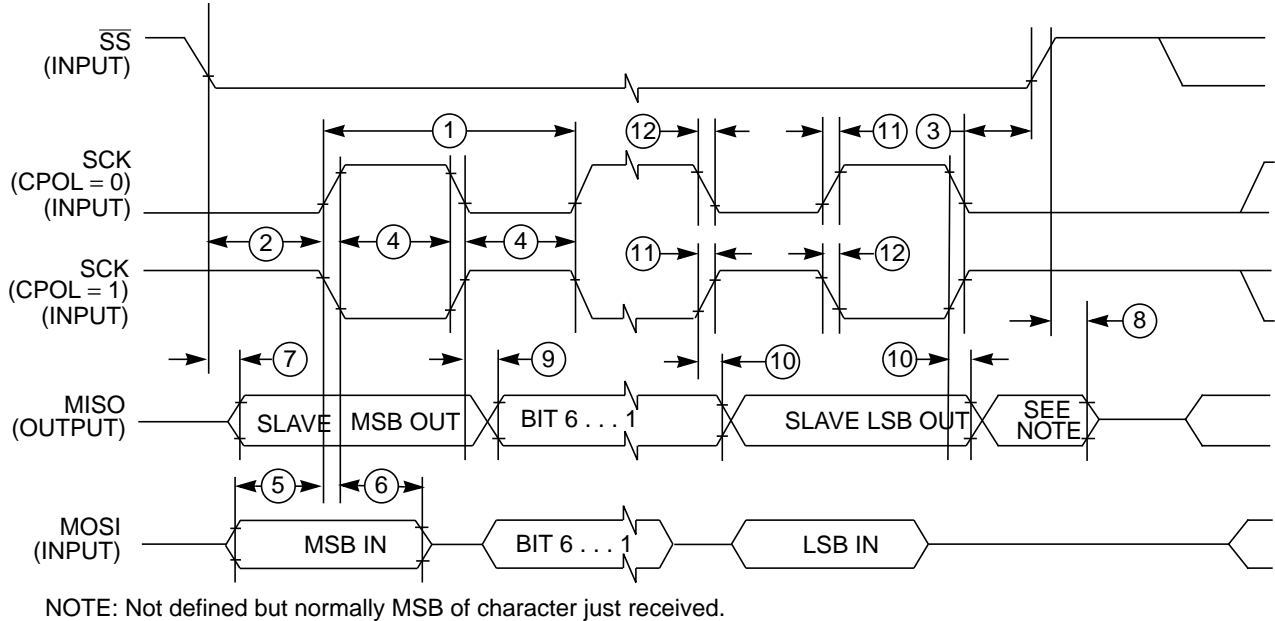 SS
(INPUT)
1
12
11
3
SCK
(CPOL = 0)
(INPUT)
2
4
4
11
12
SCK
(CPOL = 1)
(INPUT)
8
7
9
10
10
MISO
(OUTPUT)
SLAVE MSB OUT
BIT 6 . . . 1
SLAVE LSB OUT
SEE
NOTE
5
6
MOSI
(INPUT)
MSB IN
BIT 6 . . . 1
LSB IN
NOTE: Not defined but normally MSB of character just received.